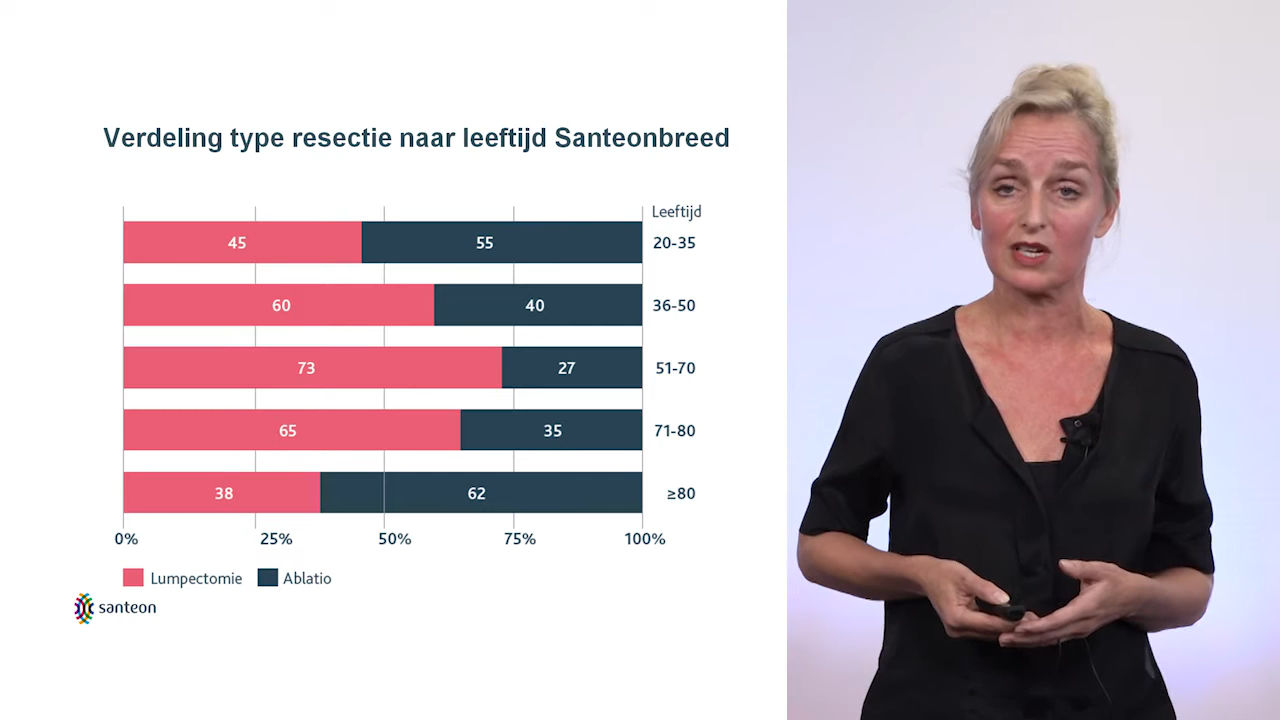 Verdeling type resectie naar leeftijd Santeonbreed
Leeftijd
45 55 20-35
60 40 36-50
73 27 51-70
65 35 71-80
38 62 ≥80
0% 25% 50% 75% 100%
Lumpectomie Ablatio
santeon